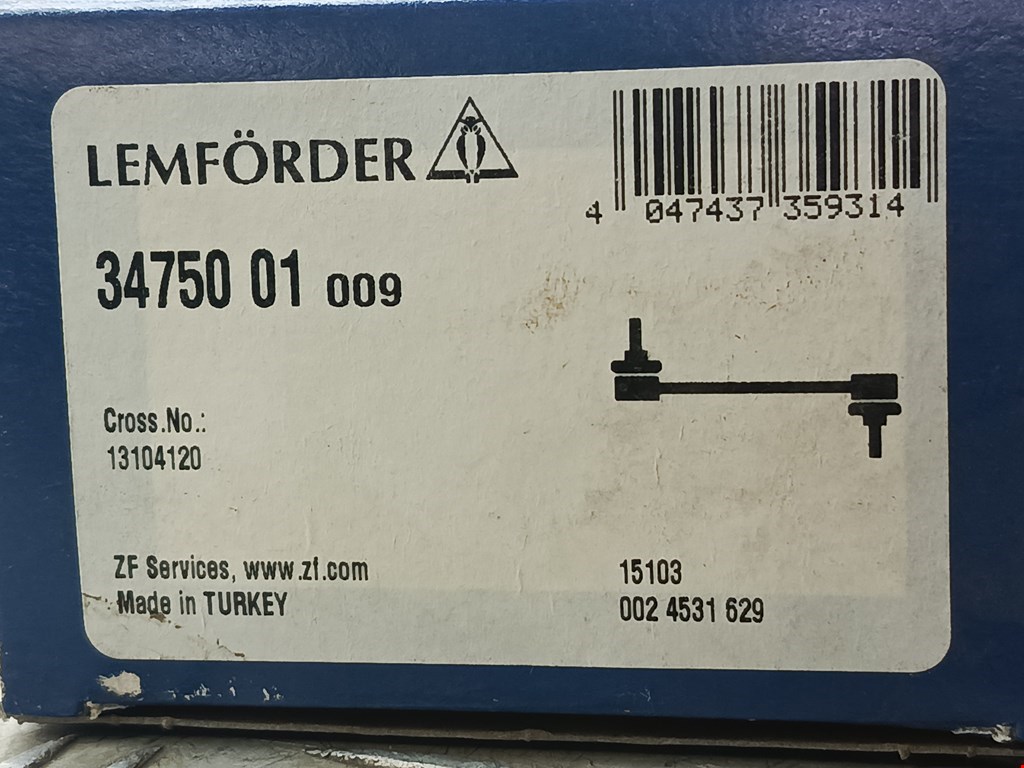 LEMFÖRDER
4 047437 359314
34750 01 009
Cross.No.:
13104120
ZF Services, www.zf.com
Made in TURKEY
15103
002 4531 629